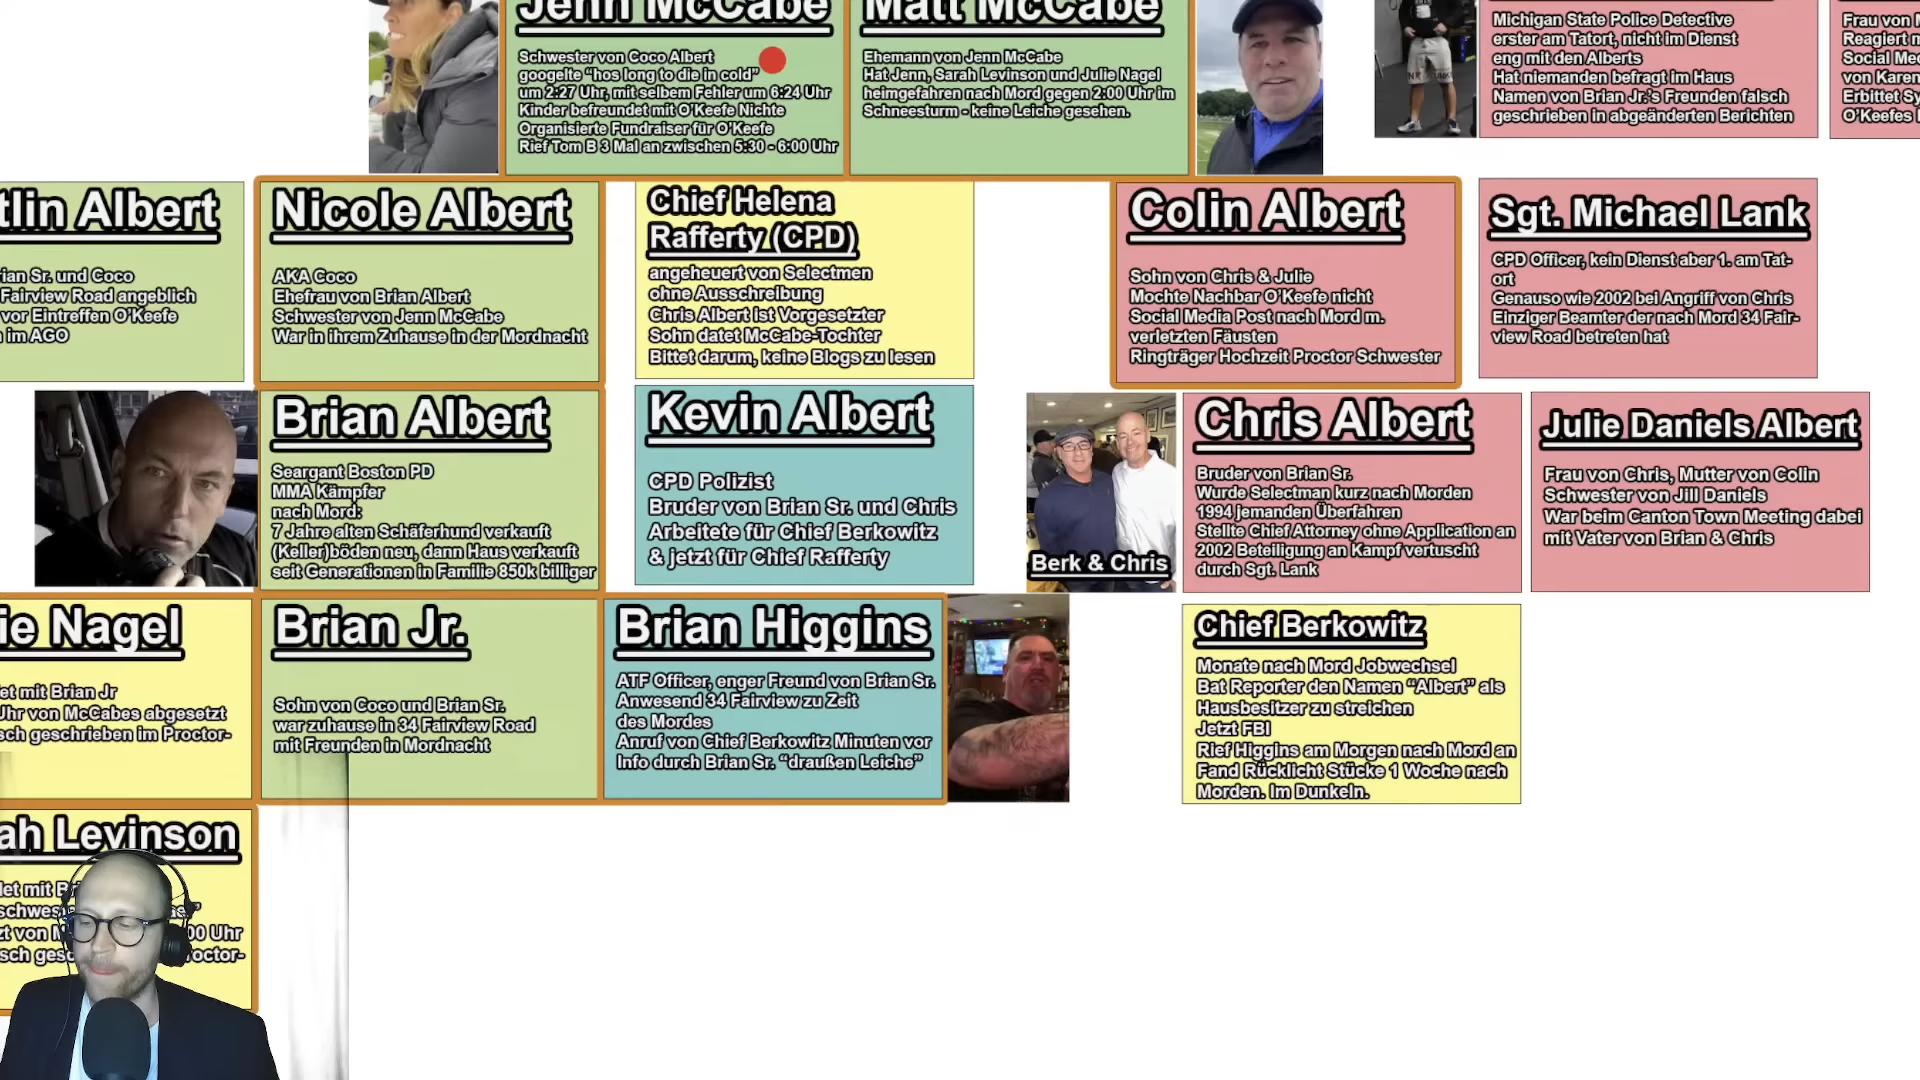 Jenn McCabe
Schwester von Coco Albert
googelte “hos long to die in cold”
um 2:27 Uhr, mit selbem Fehler um 6:24 Uhr
Kinder befreundet mit O'Keefe Nichte
Organisierte Fundraiser für O'Keefe
Rief Tom B 3 Mal an zwischen 5:30 - 6:00 Uhr
Matt McCabe
Ehemann von Jenn McCabe
Hat Jenn, Sarah Levinson und Julie Nagel
heimgefahren nach Mord gegen 2:00 Uhr im
Schneesturm - keine Leiche gesehen.
Michigan State Police Detective
erster am Tatort, nicht im Dienst
eng mit den Alberts
Hat niemanden befragt im Haus
Namen von Brian Jr.'s Freunden falsch
geschrieben in abgeänderten Berichten
Frau von
Reagiert
Social
von Karen
Erbittet
O'Keefes
tlin Albert
ian Sr. und Coco
Fairview Road angeblich
vor Eintreffen O'Keefe
im AGO
Nicole Albert
AKA Coco
Ehefrau von Brian Albert
Schwester von Jenn McCabe
War in ihrem Zuhause in der Mordnacht
Chief Helena
Rafferty (CPD)
angeheuert von Selectmen
ohne Ausschreibung
Chris Albert ist Vorgesetzter
Sohn datet McCabe-Tochter
Bittet darum, keine Blogs zu lesen
Colin Albert
Sohn von Chris & Julie
Mochte Nachbar O'Keefe nicht
Social Media Post nach Mord m.
verletzten Fäusten
Ringträger Hochzeit Proctor Schwester
Sgt. Michael Lank
CPD Officer, kein Dienst aber 1. am Tat-
ort
Genauso wie 2002 bei Angriff von Chris
Einziger Beamter der nach Mord 34 Fair-
view Road betreten hat
Brian Albert
Seargant Boston PD
MMA Kämpfer
nach Mord:
7 Jahre alten Schäferhund verkauft
(Keller)böden neu, dann Haus verkauft
seit Generationen in Familie 850k billiger
Kevin Albert
CPD Polizist
Bruder von Brian Sr. und Chris
Arbeitete für Chief Berkowitz
& jetzt für Chief Rafferty
Berk & Chris
Chris Albert
Bruder von Brian Sr.
Wurde Selectman kurz nach Morden
1994 jemanden Überfahren
Stellte Chief Attorney ohne Application an
2002 Beteiligung an Kampf vertuscht
durch Sgt. Lank
Julie Daniels Albert
Frau von Chris, Mutter von Colin
Schwester von Jill Daniels
War beim Canton Town Meeting dabei
mit Vater von Brian & Chris
ie Nagel
et mit Brian Jr
Uhr von McCabes abgesetzt
sch geschrieben im Proctor-
Brian Jr.
Sohn von Coco und Brian Sr.
war zuhause in 34 Fairview Road
mit Freunden in Mordnacht
Brian Higgins
ATF Officer, enger Freund von Brian Sr.
Anwesend 34 Fairview zu Zeit
des Mordes
Anruf von Chief Berkowitz Minuten vor
Info durch Brian Sr. “draußen Leiche”
Chief Berkowitz
Monate nach Mord Jobwechsel
Bat Reporter den Namen “Albert” als
Hausbesitzer zu streichen
Jetzt FBI
Rief Higgins am Morgen nach Mord an
Fand Rücklicht Stücke 1 Woche nach
Morden. Im Dunkeln.
ah Levinson
et mit
schwes
zt von 00 Uhr
sch octor-